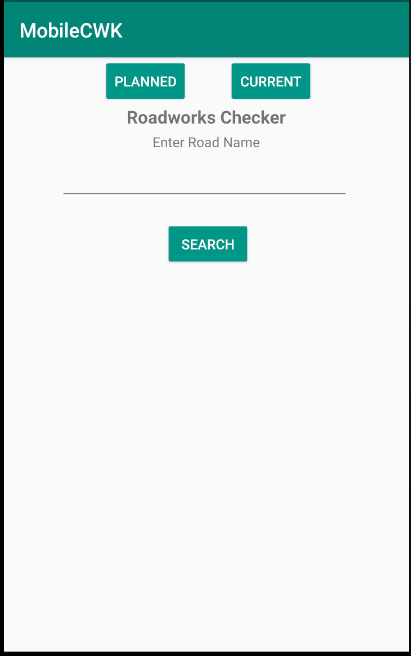 MobileCWK
PLANNED CURRENT
Roadworks Checker
Enter Road Name
SEARCH